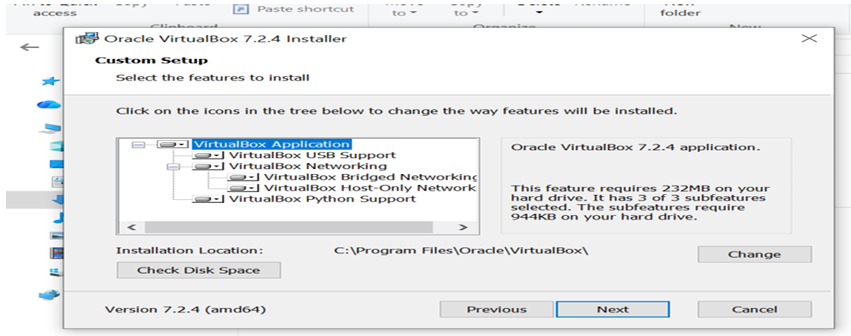 access
Paste shortcut
to
to
folder
Oracle VirtualBox 7.2.4 Installer
Custom Setup
Select the features to install
Click on the icons in the tree below to change the way features will be installed.
VirtualBox Application
VirtualBox USB Support
VirtualBox Networking
VirtualBox Bridged Networking
VirtualBox Host-Only Network
VirtualBox Python Support
Oracle VirtualBox 7.2.4 application.
This feature requires 232MB on your
hard drive. It has 3 of 3 subfeatures
selected. The subfeatures require
944KB on your hard drive.
Installation Location:
C:\Program Files\Oracle\VirtualBox\
Change
Check Disk Space
Version 7.2.4 (amd64)
Previous
Next
Cancel